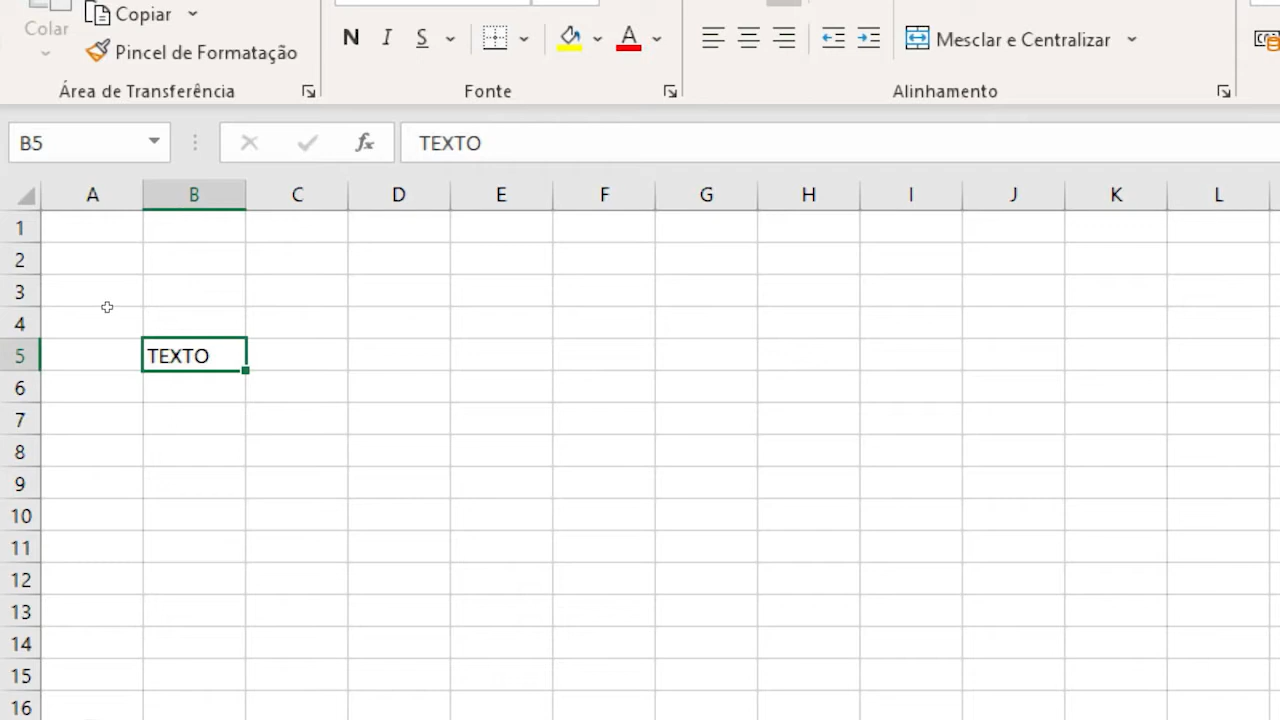 Copiar
Colar
N I S A Mesclar e Centralizar
Pincel de Formatação
Área de Transferência Fonte Alinhamento
B5 fx TEXTO
A B C D E F G H I J K L
1
2
3
4
5 TEXTO
6
7
8
9
10
11
12
13
14
15
16